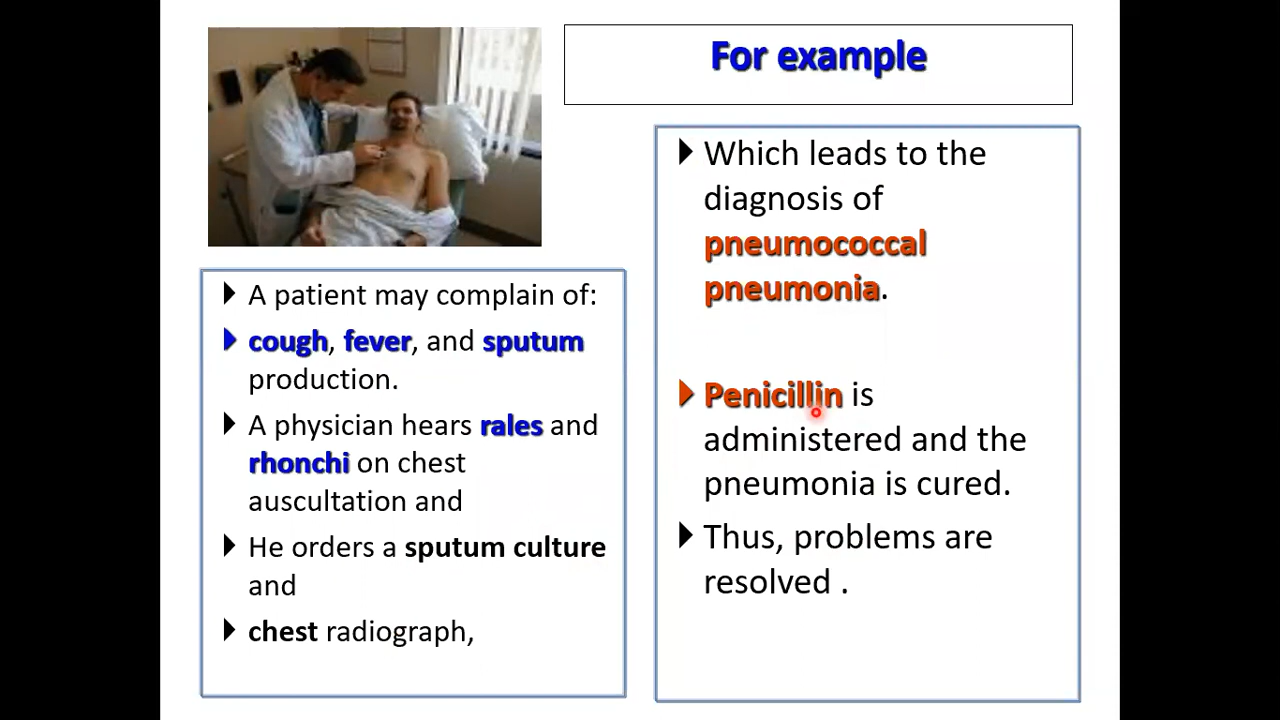 For example
A patient may complain of:
cough, fever, and sputum
production.
A physician hears rales and
rhonchi on chest
auscultation and
He orders a sputum culture
and
chest radiograph,
Which leads to the
diagnosis of
pneumococcal
pneumonia.
Penicillin is
administered and the
pneumonia is cured.
Thus, problems are
resolved .